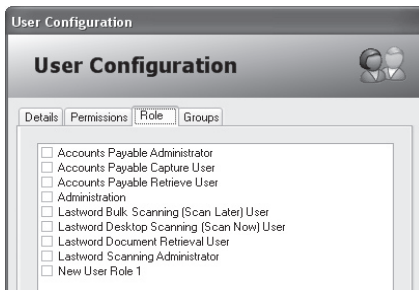 User Configuration
User Configuration
Details Permissions Role Groups
Accounts Payable Administrator
Accounts Payable Capture User
Accounts Payable Retrieve User
Administration
Lastword Bulk Scanning (Scan Later) User
Lastword Desktop Scanning (Scan Now) User
Lastword Document Retrieval User
Lastword Scanning Administrator
New User Role 1